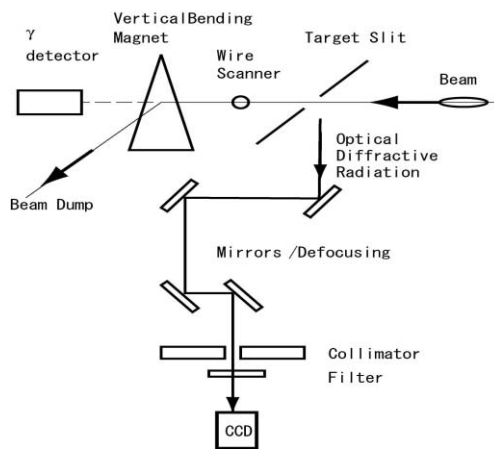 γ
detector
VerticalBending
Magnet
Wire
Scanner
Target Slit
Beam
Optical
Diffractive
Radiation
Beam Dump
Mirrors /Defocusing
Collimator
Filter
CCD